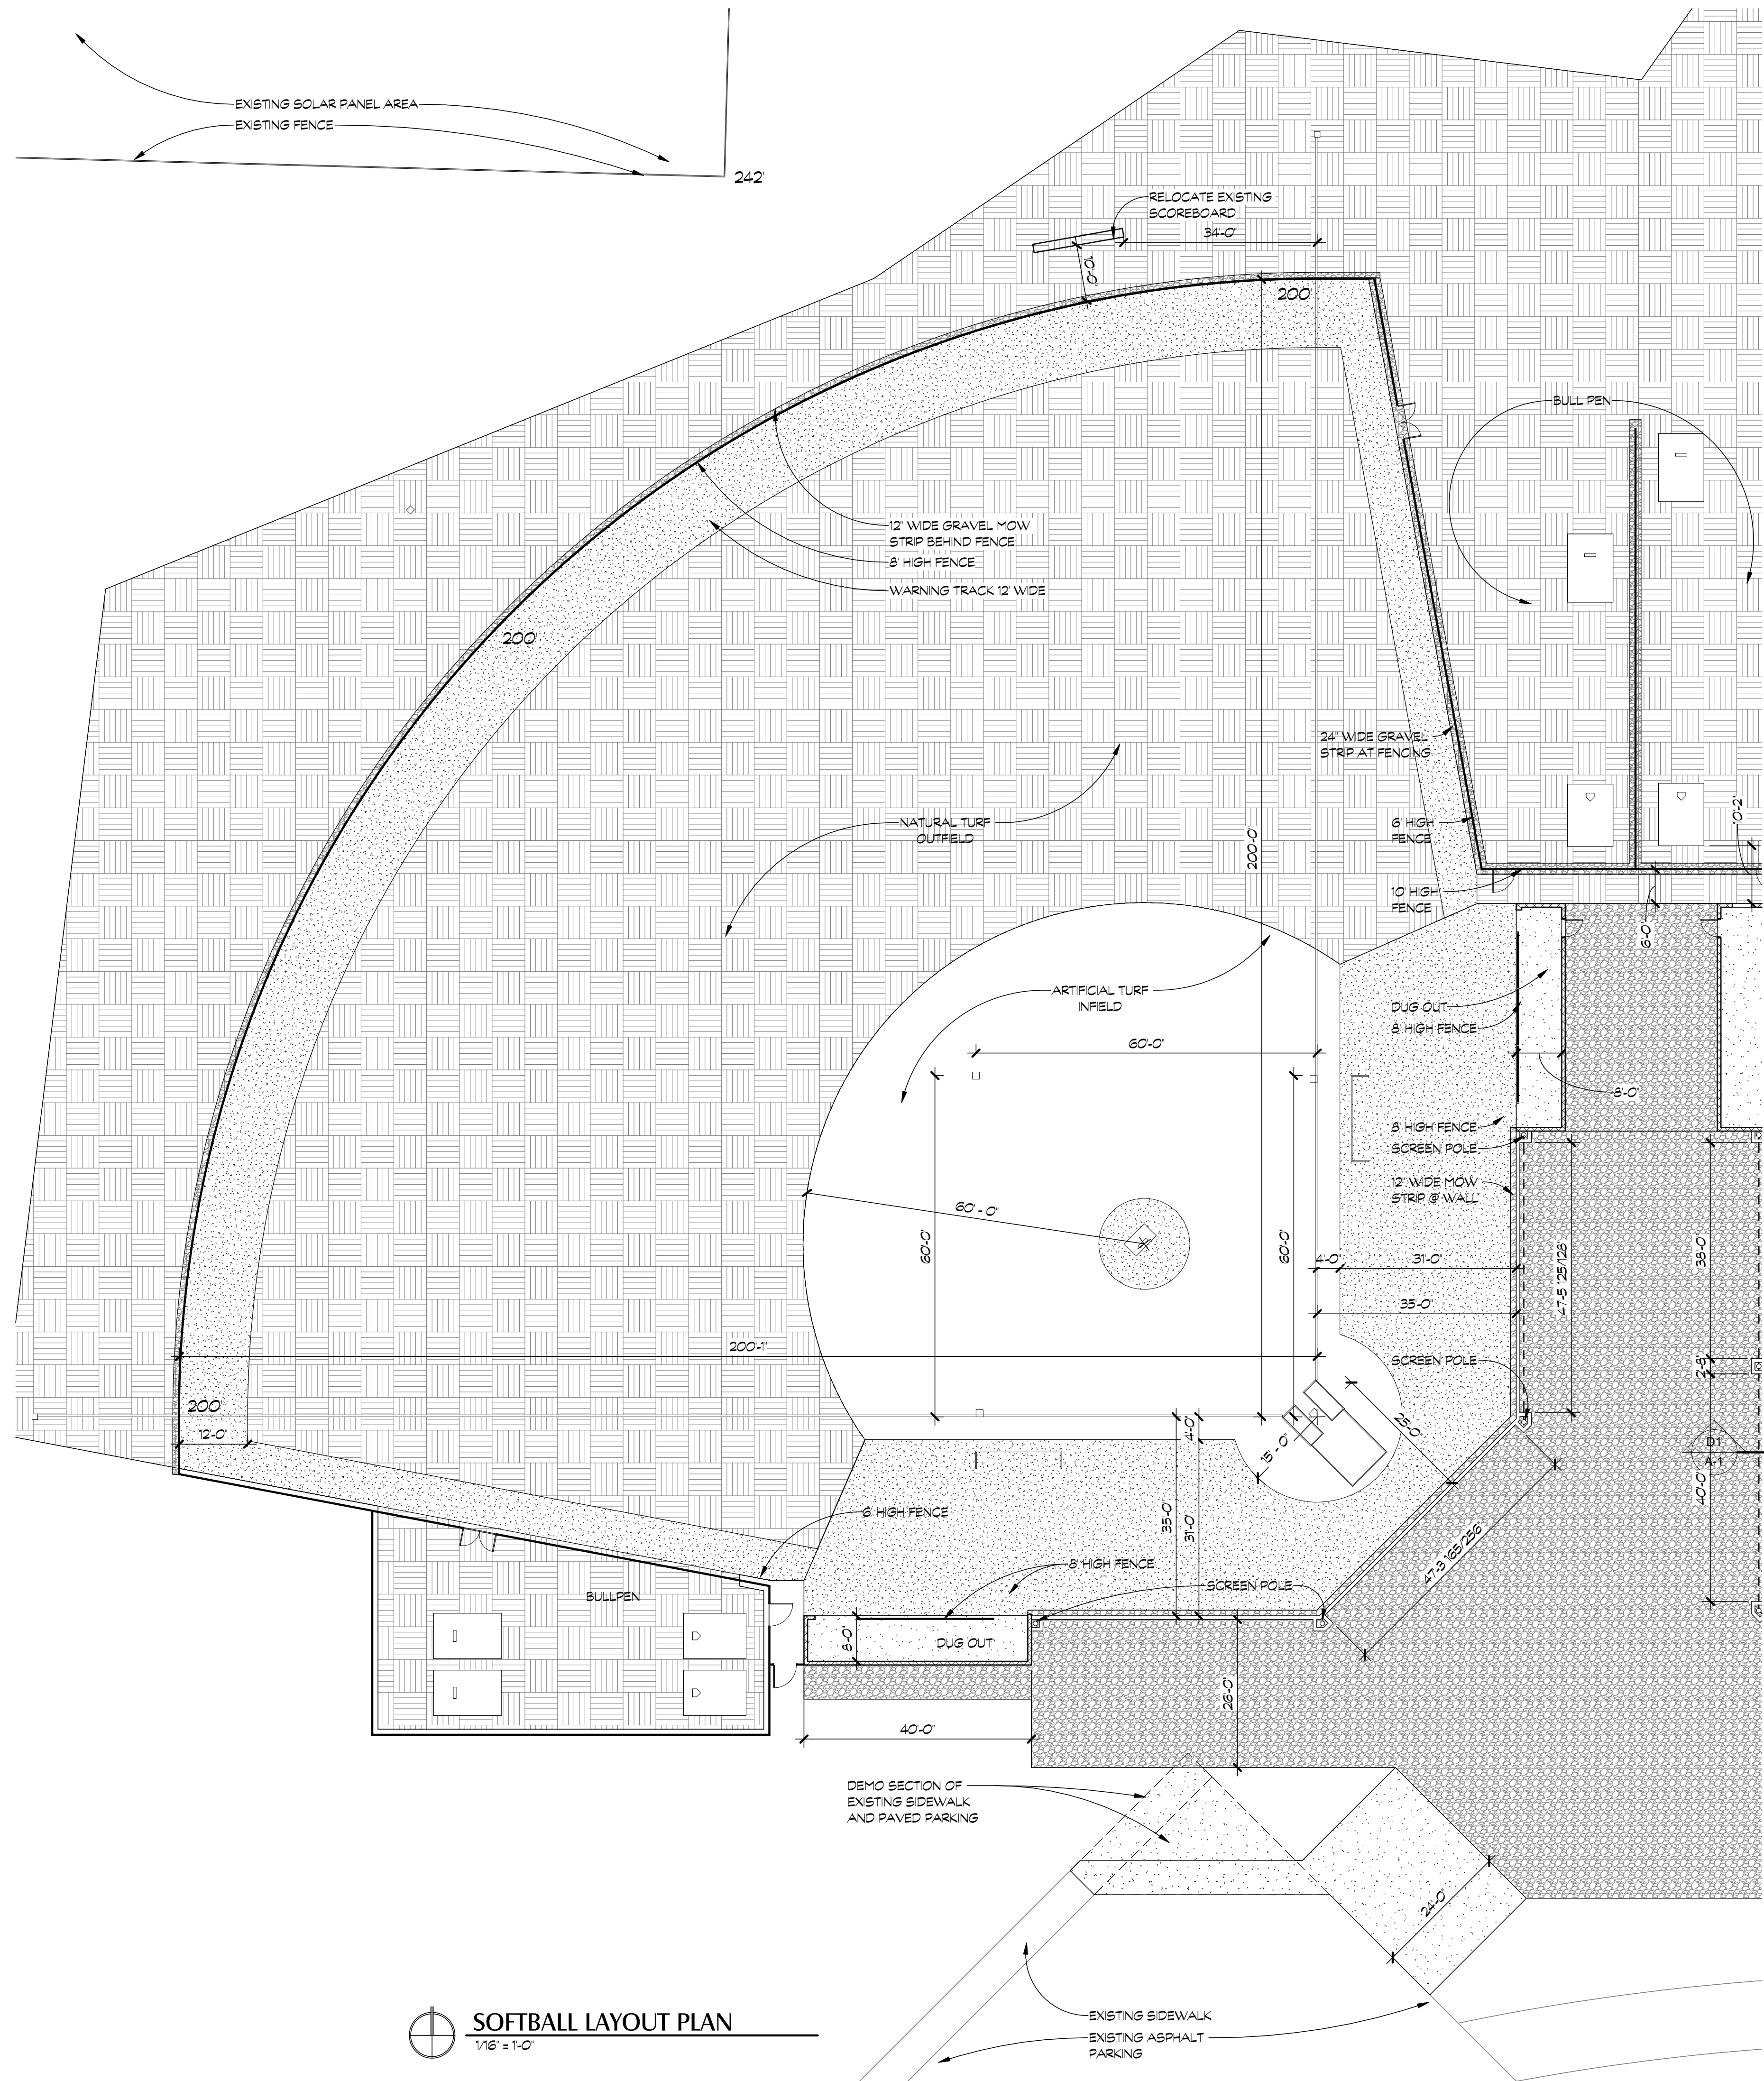 EXISTING SOLAR PANEL AREA
EXISTING FENCE
242'
RELOCATE EXISTING
SCOREBOARD
34'-0"
10'-0"
200'
BULL PEN
12" WIDE GRAVEL MOW
STRIP BEHIND FENCE
8' HIGH FENCE
WARNING TRACK 12' WIDE
200'
24" WIDE GRAVEL
STRIP AT FENCING
NATURAL TURF
OUTFIELD
6' HIGH
FENCE
200'-0"
10'-2"
10' HIGH
FENCE
6'-0"
ARTIFICIAL TURF
INFIELD
DUG OUT
8' HIGH FENCE
60'-0"
8'-0"
8' HIGH FENCE
SCREEN POLE
12" WIDE MOW
STRIP @ WALL
60' - 0"
60'-0"
60'-0"
4'-0"
31'-0"
47'-5 125/128"
38'-0"
35'-0"
200'-1"
SCREEN POLE
2'-8"
200'
12'-0"
4'-0"
15' - 0"
25'-0"
D1
A-1
40'-0"
6' HIGH FENCE
35'-0"
31'-0"
8' HIGH FENCE
47'-3 165/256"
SCREEN POLE
BULLPEN
8'-0"
DUG OUT
26'-0"
40'-0"
DEMO SECTION OF
EXISTING SIDEWALK
AND PAVED PARKING
24'-0"
EXISTING SIDEWALK
EXISTING ASPHALT
PARKING
SOFTBALL LAYOUT PLAN
1/16" = 1'-0"